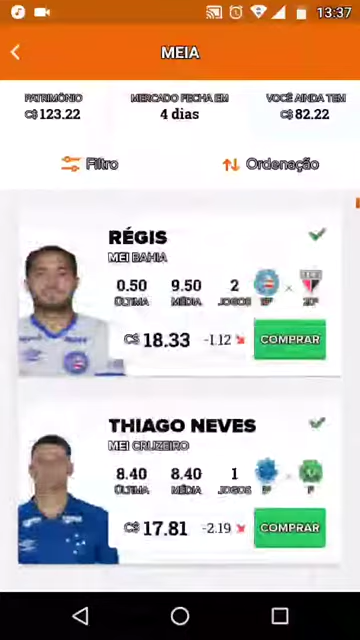 13:37
MEIA
PATRIMÔNIO MERCADO FECHA EM VOCÊ AINDA TEM
C$ 123.22 4 dias C$ 82.22
Filtro Ordenação
RÉGIS
MEI BAHIA
0.50 9.50 2
ÚLTIMA MÉDIA JOGOS 20º
C$ 18.33 -1.12 COMPRAR
THIAGO NEVES
MEI CRUZEIRO
8.40 8.40 1
ÚLTIMA MÉDIA JOGOS
C$ 17.81 -2.19 COMPRAR